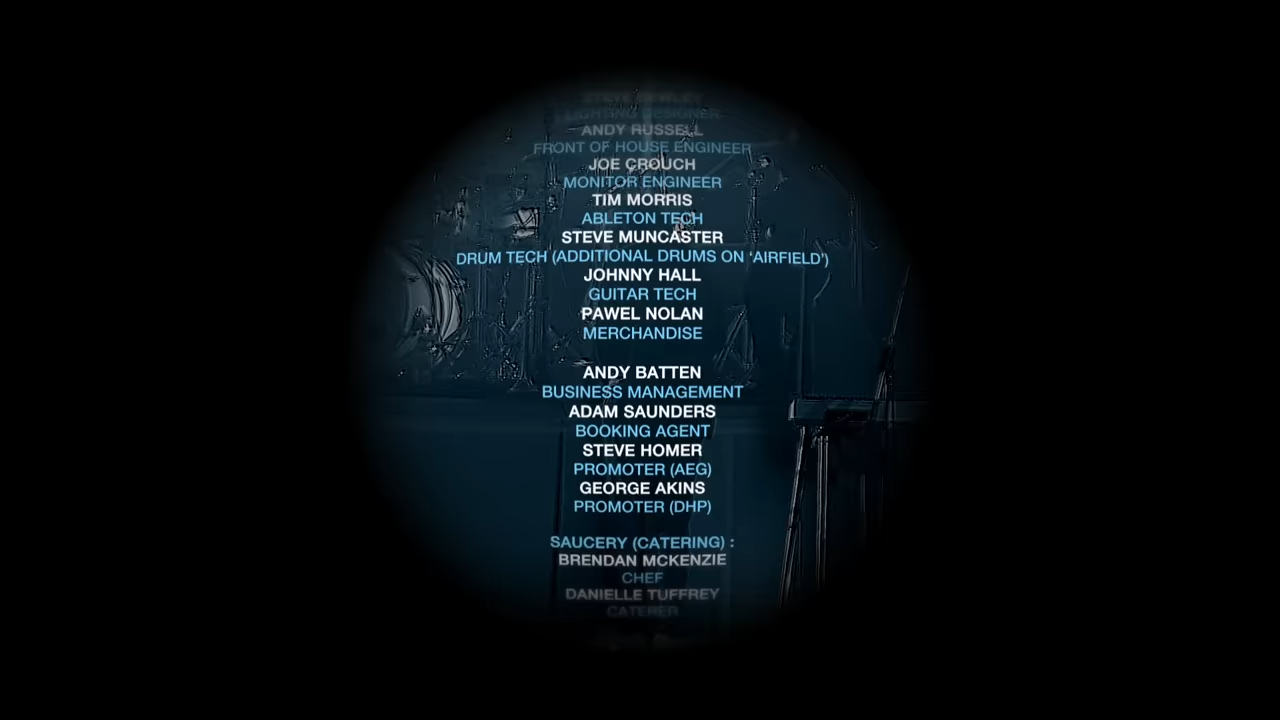 LIGHTING DESIGNER
ANDY RUSSELL
FRONT OF HOUSE ENGINEER
JOE CROUCH
MONITOR ENGINEER
TIM MORRIS
ABLETON TECH
STEVE MUNCASTER
DRUM TECH (ADDITIONAL DRUMS ON ‘AIRFIELD’)
JOHNNY HALL
GUITAR TECH
PAWEL NOLAN
MERCHANDISE
ANDY BATTEN
BUSINESS MANAGEMENT
ADAM SAUNDERS
BOOKING AGENT
STEVE HOMER
PROMOTER (AEG)
GEORGE AKINS
PROMOTER (DHP)
SAUCERY (CATERING) :
BRENDAN MCKENZIE
CHEF
DANIELLE TUFFREY
CATERER